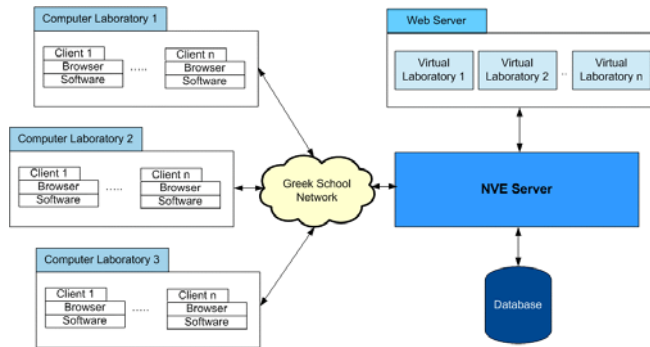 Computer Laboratory 1
Client 1
Browser
Software
.....
Client n
Browser
Software
Computer Laboratory 2
Client 1
Browser
Software
.....
Client n
Browser
Software
Computer Laboratory 3
Client 1
Browser
Software
.....
Client n
Browser
Software
Greek School
Network
Web Server
Virtual
Laboratory 1
Virtual
Laboratory 2
..
Virtual
Laboratory n
NVE Server
Database